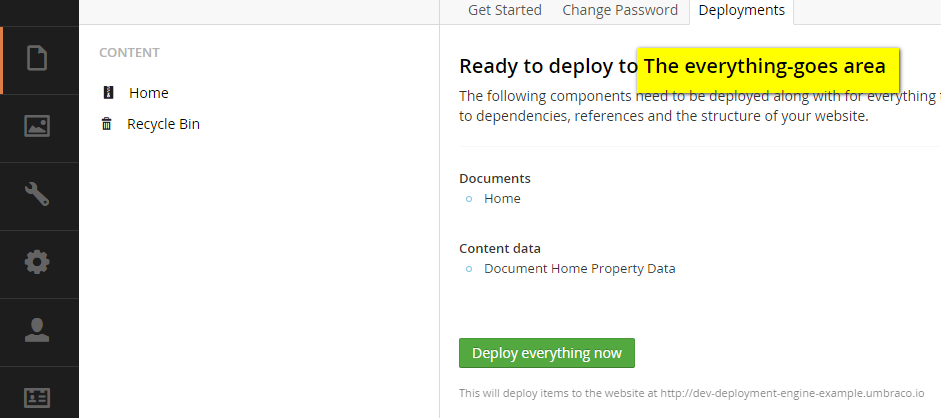 Get Started Change Password Deployments
CONTENT
Home
Recycle Bin
Ready to deploy to The everything-goes area
The following components need to be deployed along with for everything
to dependencies, references and the structure of your website.
Documents
Home
Content data
Document Home Property Data
Deploy everything now
This will deploy items to the website at http://dev-deployment-engine-example.umbraco.io